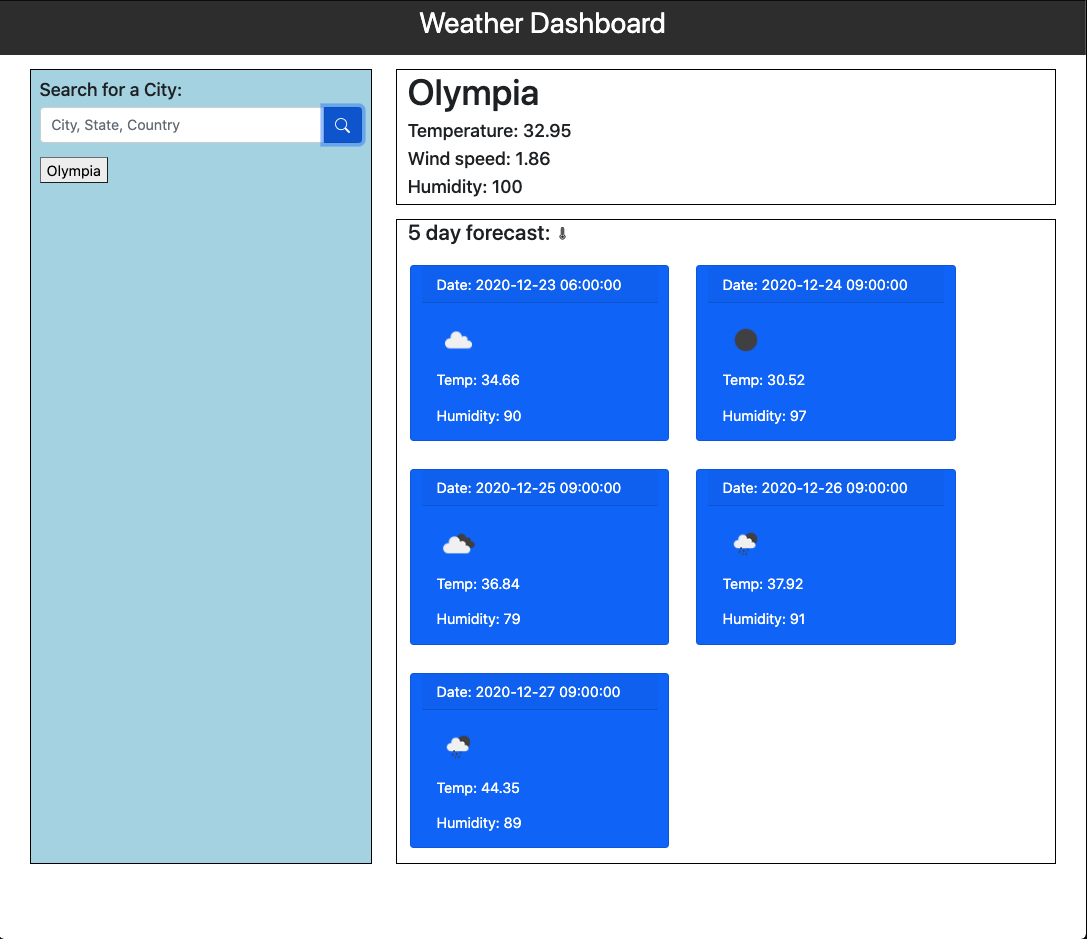 Weather Dashboard
Search for a City:
City, State, Country
Olympia
Olympia
Temperature: 32.95
Wind speed: 1.86
Humidity: 100
5 day forecast:
Date: 2020-12-23 06:00:00
Temp: 34.66
Humidity: 90
Date: 2020-12-24 09:00:00
Temp: 30.52
Humidity: 97
Date: 2020-12-25 09:00:00
Temp: 36.84
Humidity: 79
Date: 2020-12-26 09:00:00
Temp: 37.92
Humidity: 91
Date: 2020-12-27 09:00:00
Temp: 44.35
Humidity: 89